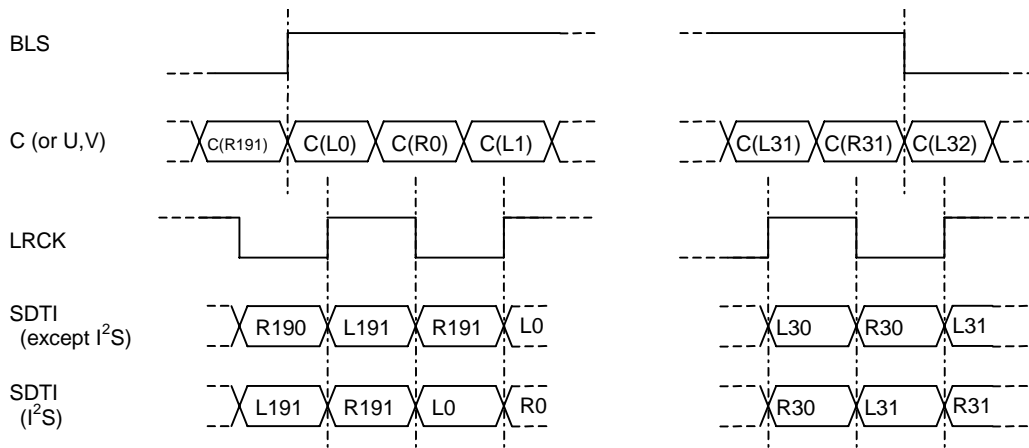 BLS
C (or U,V)
C(R191) C(L0) C(R0) C(L1) C(L31) C(R31) C(L32)
LRCK
SDTI
(except I²S)
R190 L191 R191 L0 L30 R30 L31
SDTI
(I²S)
L191 R191 L0 R0 R30 L31 R31